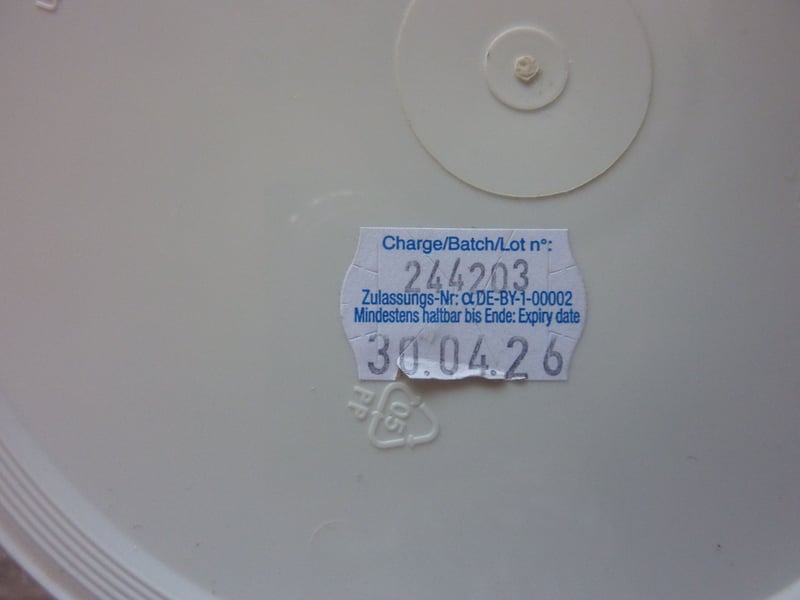 Charge/Batch/Lot n°:
244203
Zulassungs-Nr: αDE-BY-1-00002
Mindestens haltbar bis Ende: Expiry date
30.04.26
05
PP